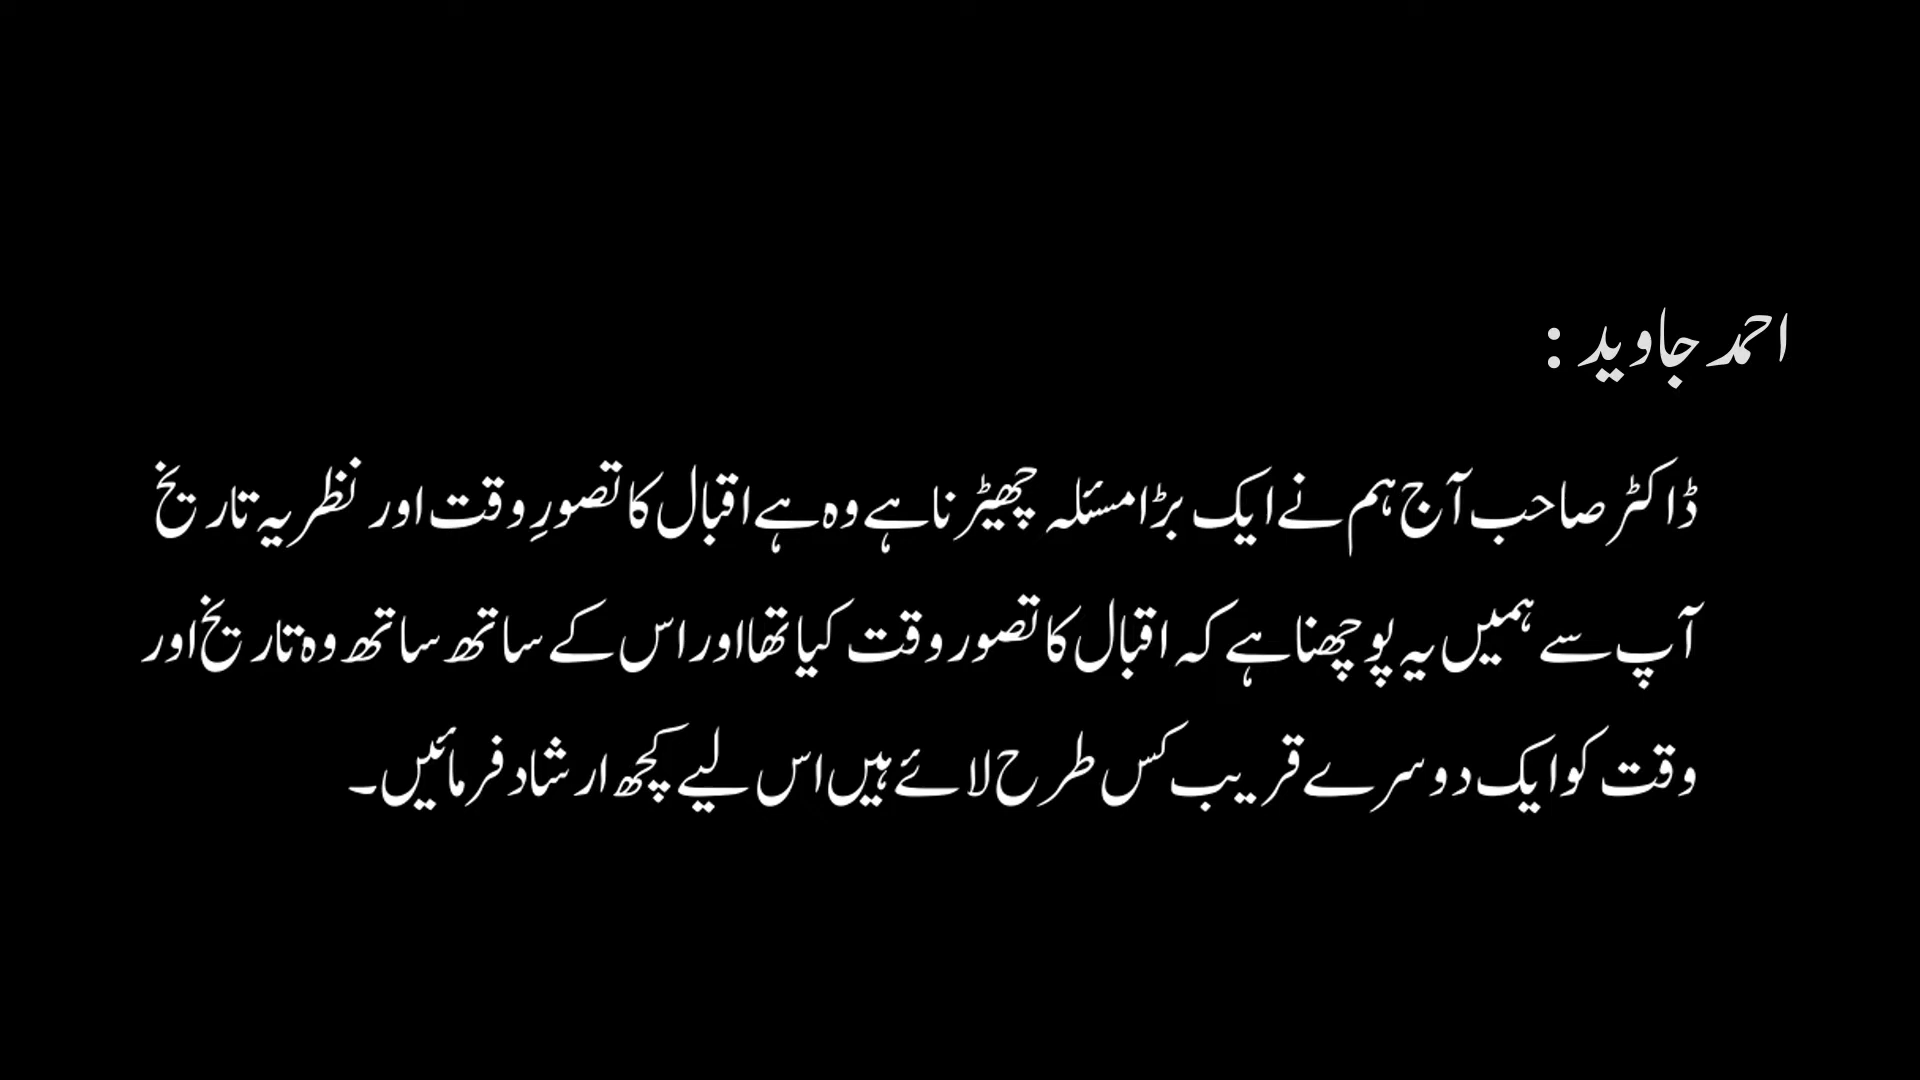 احمد جاوید :
ڈاکٹر صاحب آج ہم نے ایک بڑا مسئلہ چھیڑنا ہے وہ ہے اقبال کا تصورِ وقت اور نظریہ تاریخ
آپ سے ہمیں یہ پوچھنا ہے کہ اقبال کا تصور وقت کیا تھا اور اس کے ساتھ ساتھ وہ تاریخ اور
وقت کو ایک دوسرے قریب کس طرح لائے ہیں اس لیے کچھ ارشاد فرمائیں۔